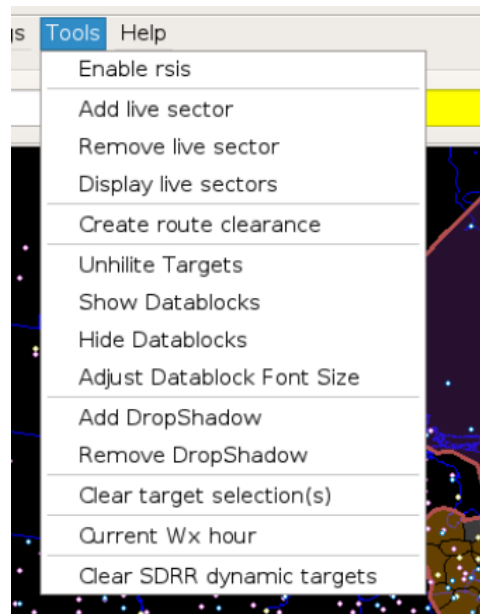 gs Tools Help
Enable rsis
Add live sector
Remove live sector
Display live sectors
Create route clearance
Unhilite Targets
Show Datablocks
Hide Datablocks
Adjust Datablock Font Size
Add DropShadow
Remove DropShadow
Clear target selection(s)
Current Wx hour
Clear SDRR dynamic targets